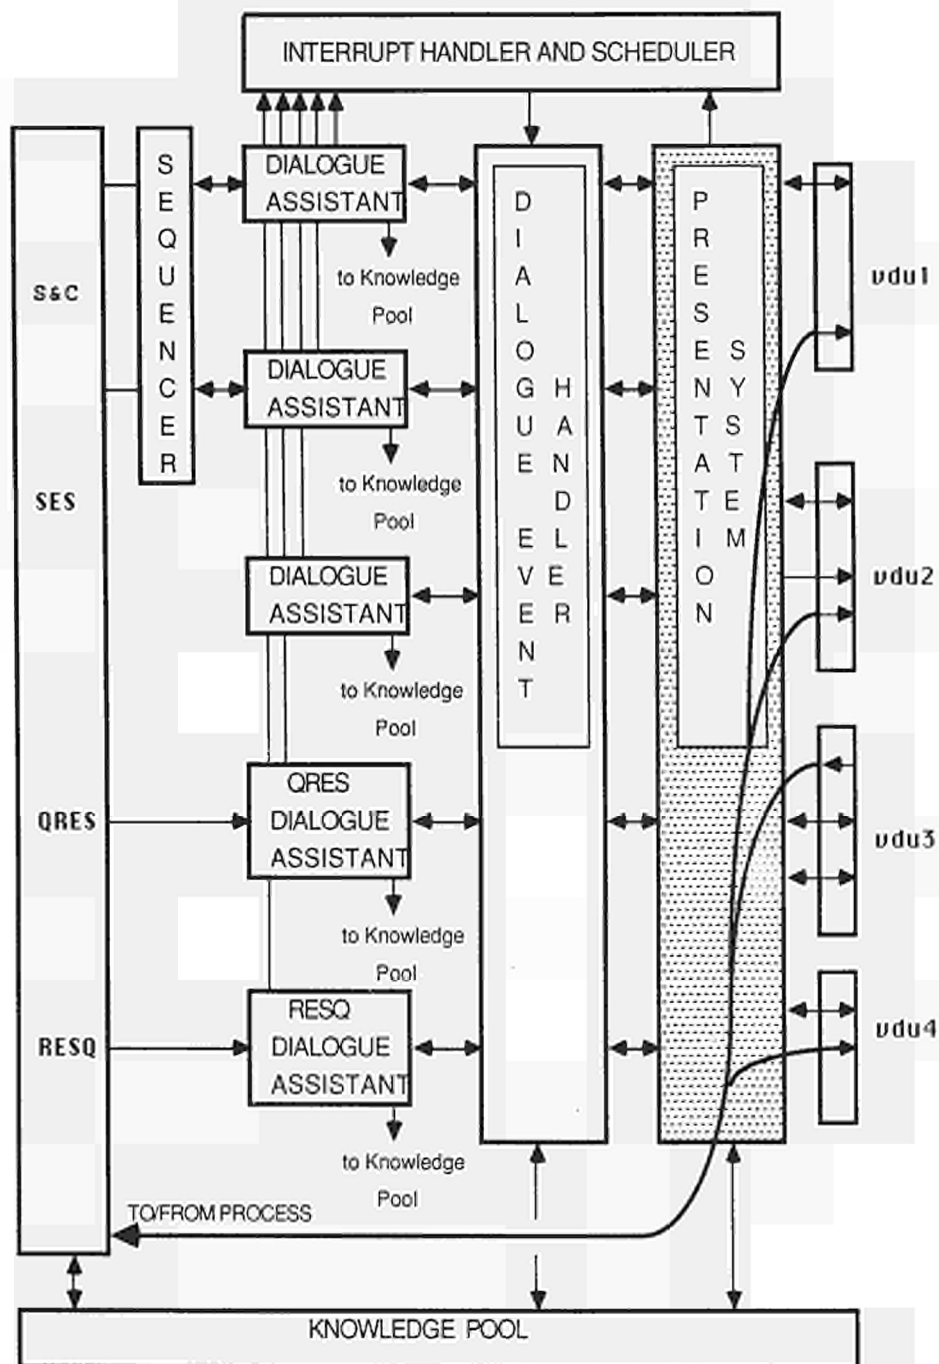 INTERRUPT HANDLER AND SCHEDULER
S&C
SES
QRES
RESQ
SEQUENCER
DIALOGUE
ASSISTANT
to Knowledge
Pool
DIALOGUE
ASSISTANT
to Knowledge
Pool
DIALOGUE
ASSISTANT
to Knowledge
Pool
QRES
DIALOGUE
ASSISTANT
to Knowledge
Pool
RESQ
DIALOGUE
ASSISTANT
to Knowledge
Pool
DIALOGUE EVENT
HANDLER
PRESENTATION
SYSTEM
vdu1
vdu2
vdu3
vdu4
TO/FROM PROCESS
KNOWLEDGE POOL